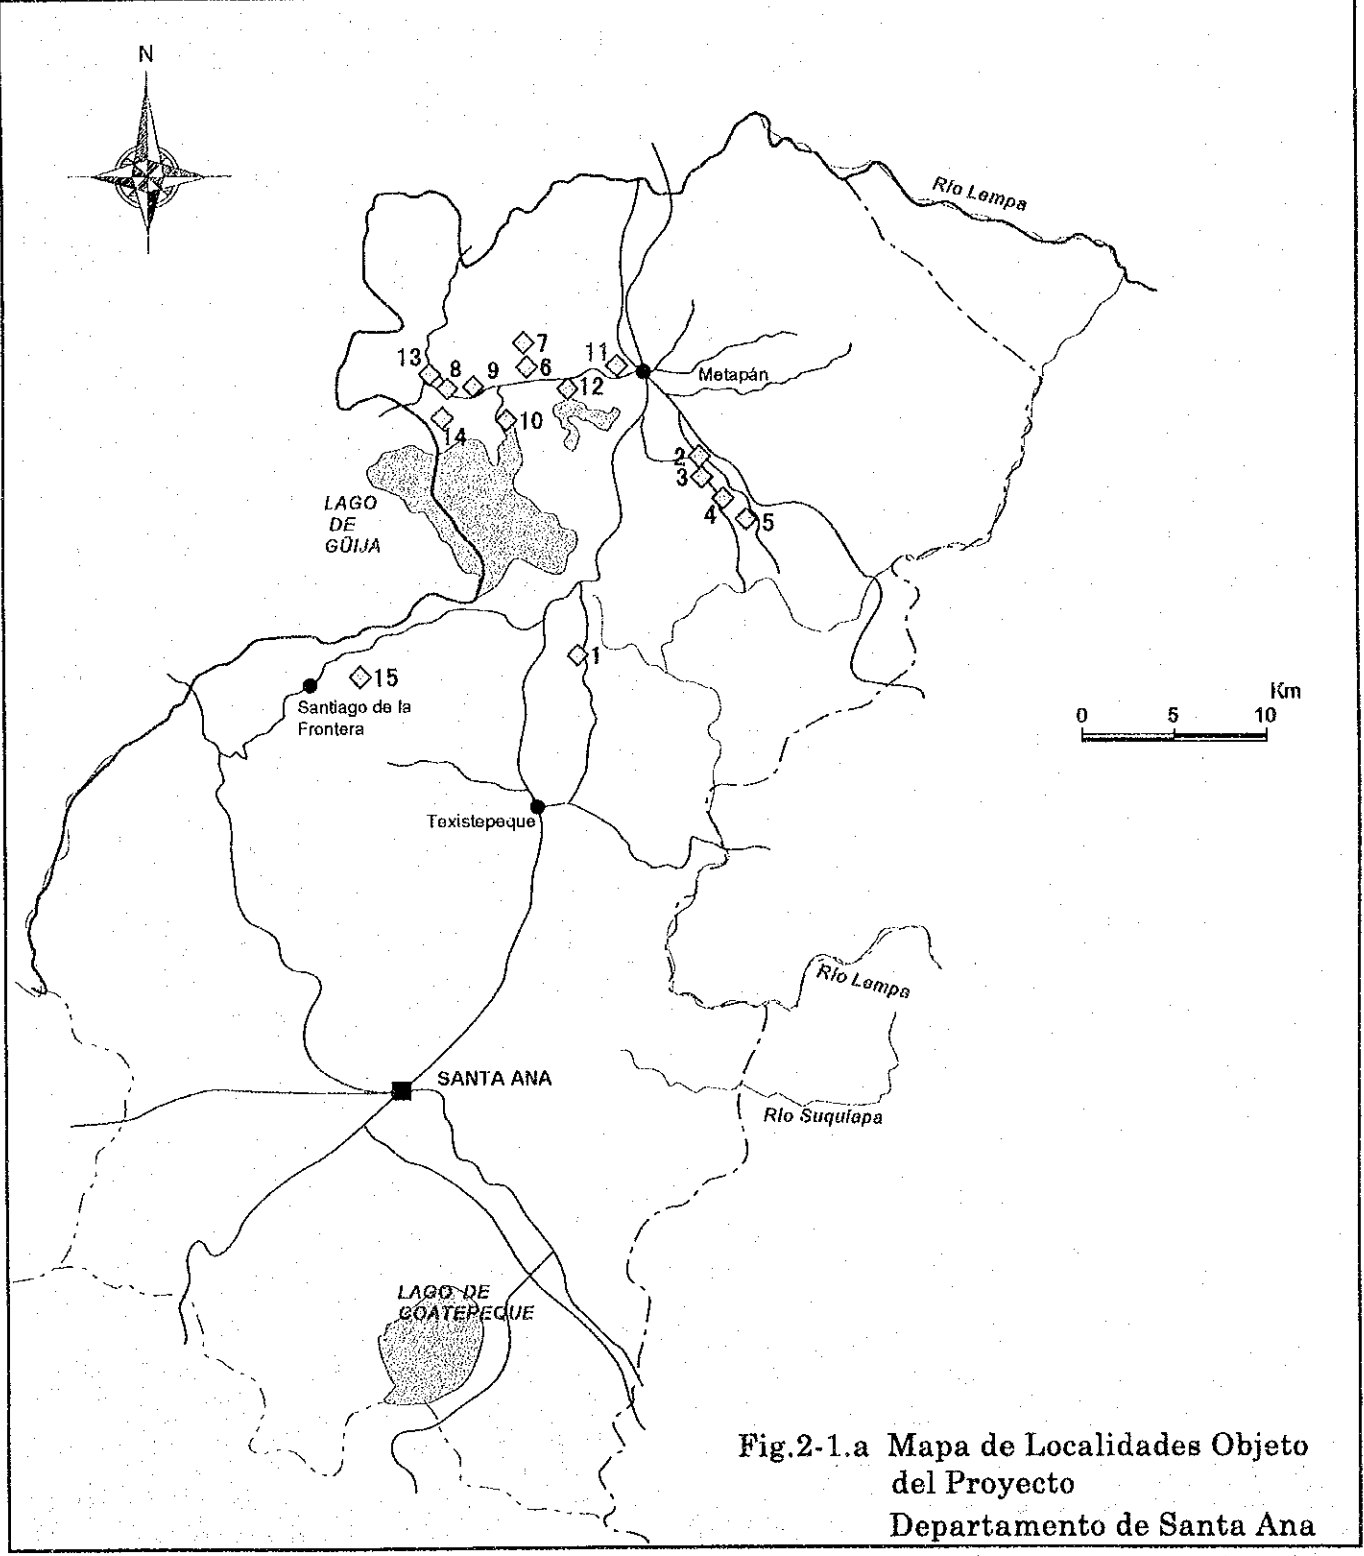 N
Río Lempa
7
13
8
9
6
11
12
Metapán
14
10
2
3
4
5
LAGO
DE
GÜIJA
1
15
Santiago de la
Frontera
Km
0 5 10
Texistepeque
Río Lempa
SANTA ANA
Río Suquiapa
LAGO DE
COATEPEQUE
Fig.2-1.a Mapa de Localidades Objeto
del Proyecto
Departamento de Santa Ana